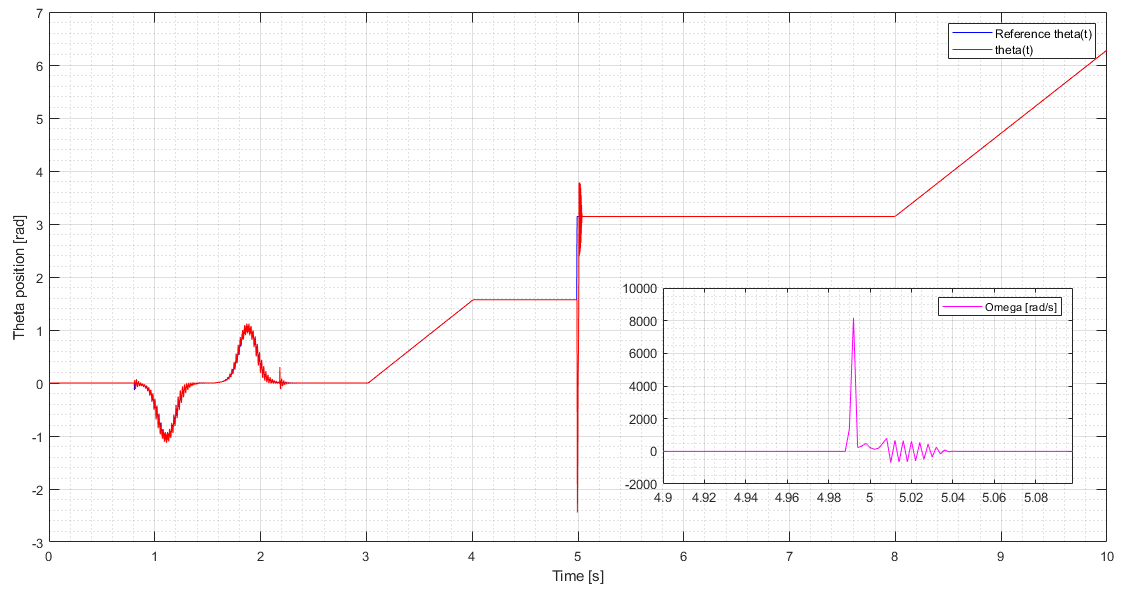 7
6
5
4
3
2
1
0
-1
-2
-3
Theta position [rad]
Reference theta(t)
theta(t)
10000
8000
6000
4000
2000
0
-2000
Omega [rad/s]
4.9 4.92 4.94 4.96 4.98 5 5.02 5.04 5.06 5.08
0 1 2 3 4 5 6 7 8 9 10
Time [s]